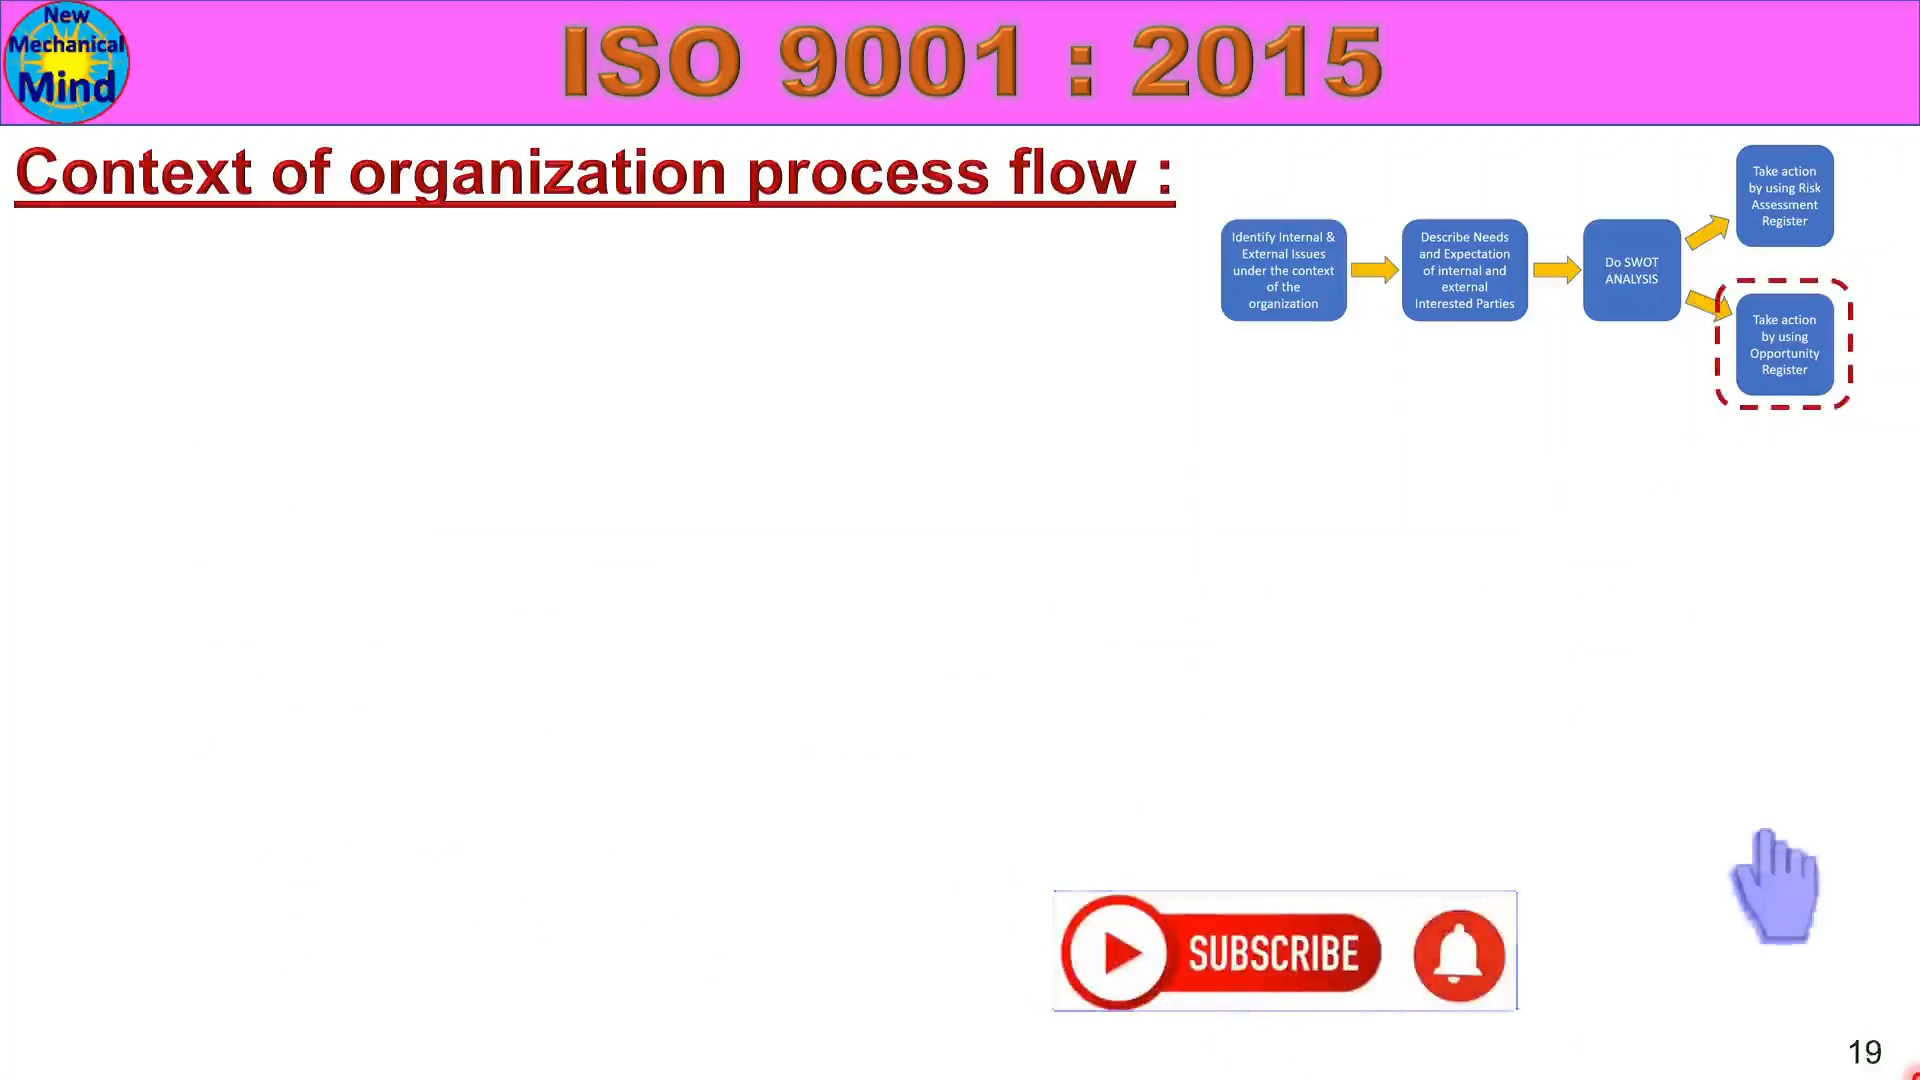 New
Mechanical
Mind
ISO 9001 : 2015
Context of organization process flow :
Identify Internal &
External Issues
under the context
of the
organization
Describe Needs
and Expectation
of internal and
external
Interested Parties
Do SWOT
ANALYSIS
Take action
by using Risk
Assessment
Register
Take action
by using
Opportunity
Register
SUBSCRIBE
19